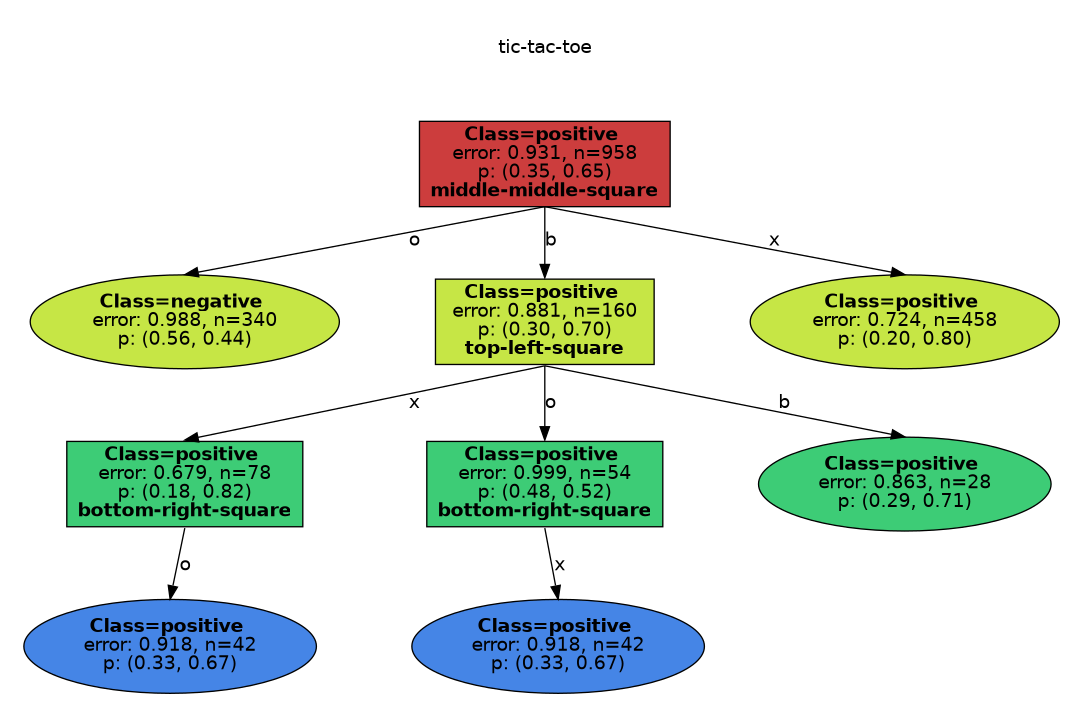 tic-tac-toe
Class=positive
error: 0.931, n=958
p: (0.35, 0.65)
middle-middle-square
o
b
x
Class=negative
error: 0.988, n=340
p: (0.56, 0.44)
Class=positive
error: 0.881, n=160
p: (0.30, 0.70)
top-left-square
Class=positive
error: 0.724, n=458
p: (0.20, 0.80)
x
o
b
Class=positive
error: 0.679, n=78
p: (0.18, 0.82)
bottom-right-square
Class=positive
error: 0.999, n=54
p: (0.48, 0.52)
bottom-right-square
Class=positive
error: 0.863, n=28
p: (0.29, 0.71)
o
x
Class=positive
error: 0.918, n=42
p: (0.33, 0.67)
Class=positive
error: 0.918, n=42
p: (0.33, 0.67)